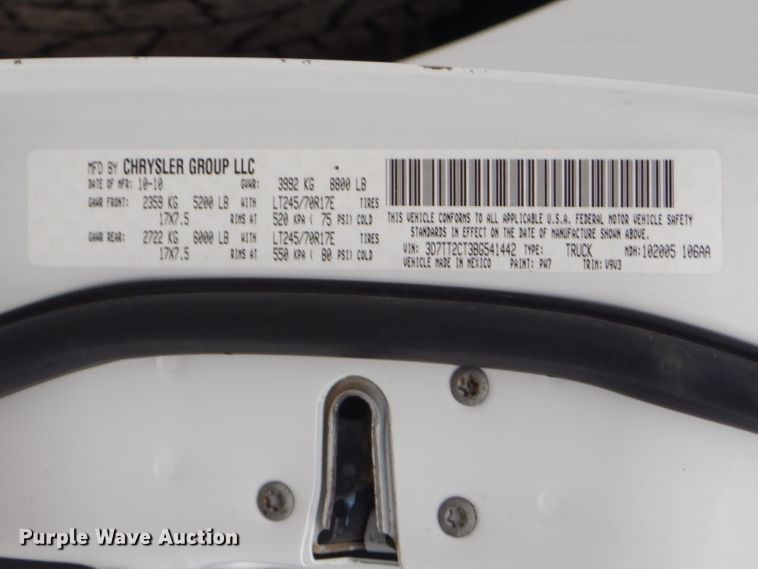 MFD BY CHRYSLER GROUP LLC
DATE OF MFR: 10-10 GVWR: 3992 KG 8800 LB
GAWR FRONT: 2359 KG 5200 LB WITH LT245/70R17E TIRES
17X7.5 RIMS AT 520 KPA ( 75 PSI) COLD
GAWR REAR: 2722 KG 6000 LB WITH LT245/70R17E TIRES
17X7.5 RIMS AT 550 KPA ( 80 PSI) COLD
THIS VEHICLE CONFORMS TO ALL APPLICABLE U.S.A. FEDERAL MOTOR VEHICLE SAFETY
STANDARDS IN EFFECT ON THE DATE OF MANUFACTURE SHOWN ABOVE.
VIN: 3D7TT2CT3BG541442 TYPE: TRUCK MDH: 102005 106AA
VEHICLE MADE IN MEXICO PAINT: PW7 TRIM: V9V3
Purple Wave Auction